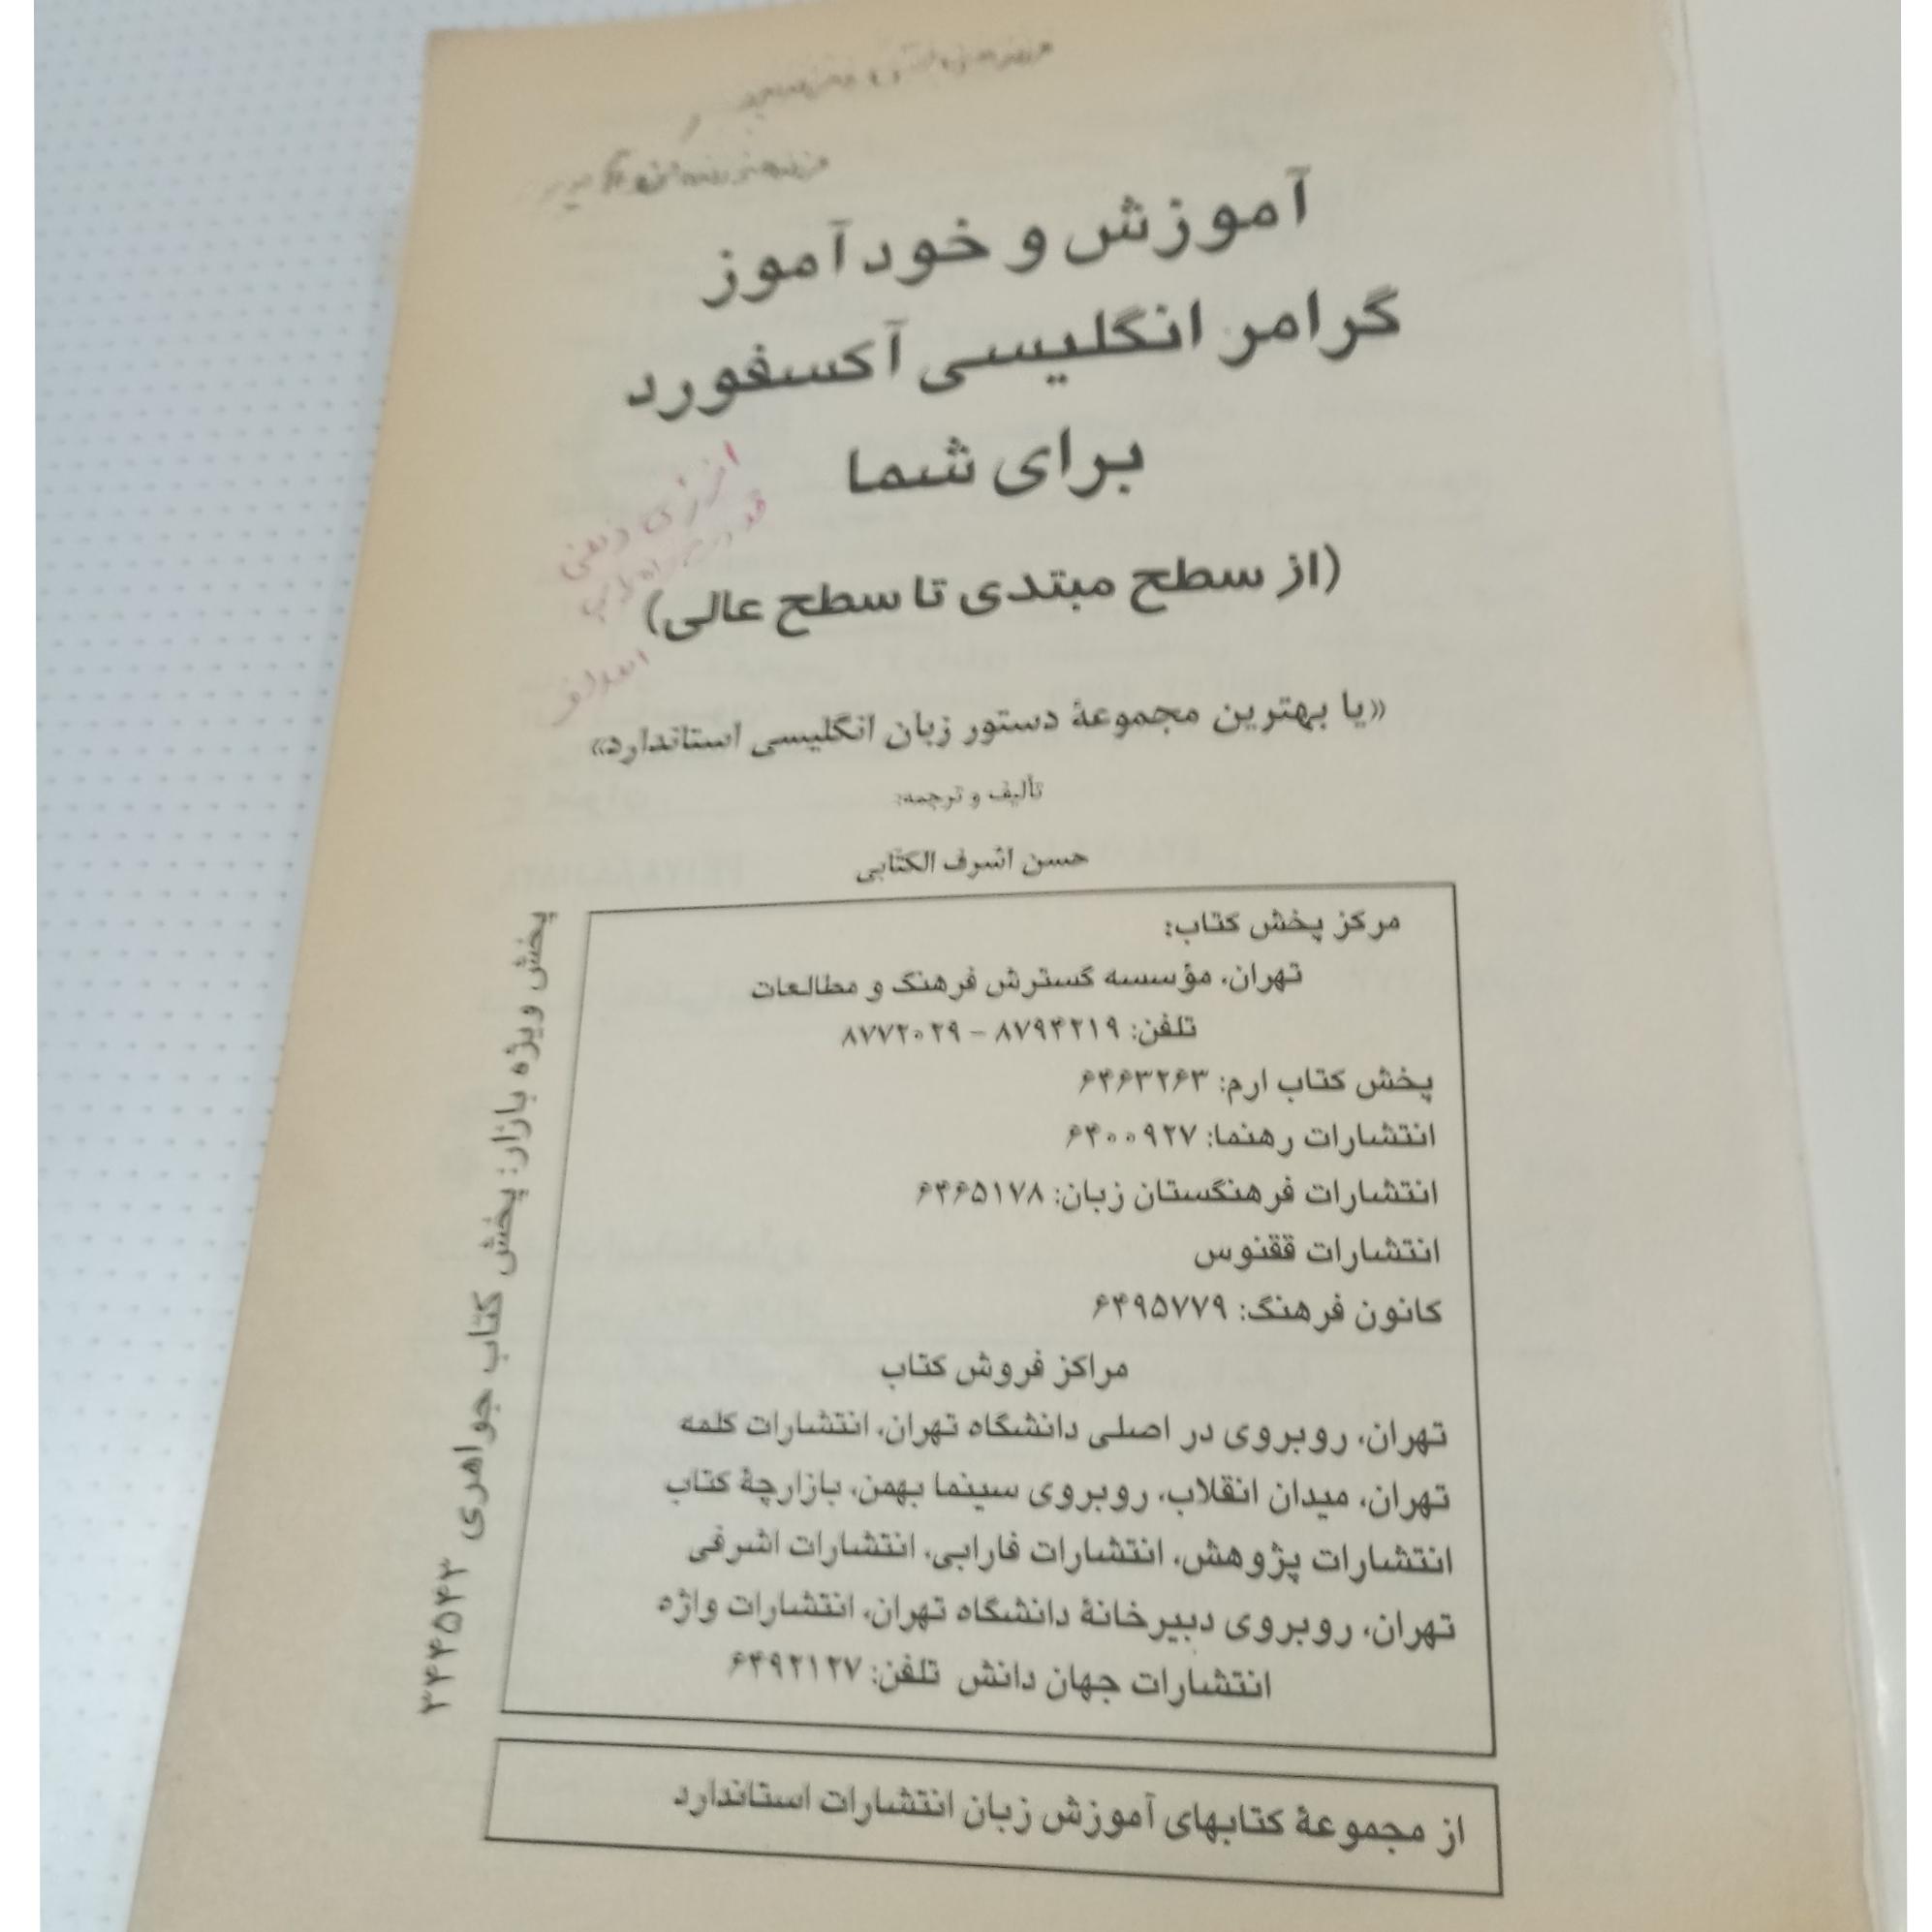 آموزش و خودآموز
گرامر انگلیسی آکسفورد
برای شما
انرژی ذهنی
(از سطح مبتدی تا سطح عالی)
«یا بهترین مجموعهٔ دستور زبان انگلیسی استاندارد»
تألیف و ترجمه:
حسن اشرف الکتابی
مرکز پخش کتاب:
تهران، مؤسسه گسترش فرهنگ و مطالعات
تلفن: ۸۷۹۴۲۱۹ – ۸۷۷۲۰۲۹
پخش کتاب ارم: ۶۴۶۳۲۶۳
انتشارات رهنما: ۶۴۰۰۹۲۷
انتشارات فرهنگستان زبان: ۶۴۶۵۱۷۸
انتشارات ققنوس
کانون فرهنگ: ۶۴۹۵۷۷۹
مراکز فروش کتاب
تهران، روبروی در اصلی دانشگاه تهران، انتشارات کلمه
تهران، میدان انقلاب، روبروی سینما بهمن، بازارچهٔ کتاب
انتشارات پژوهش، انتشارات فارابی، انتشارات اشرفی
تهران، روبروی دبیرخانهٔ دانشگاه تهران، انتشارات واژه
انتشارات جهان دانش تلفن: ۶۴۹۲۱۲۷
پخش ویژه بازار: پخش کتاب جواهری ۳۴۴۵۴۳
از مجموعهٔ کتابهای آموزش زبان انتشارات استاندارد